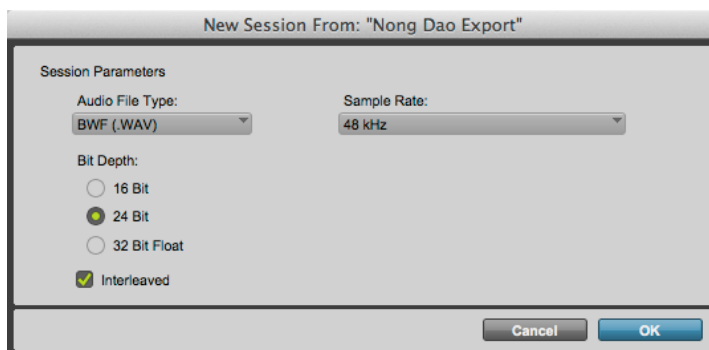 New Session From: "Nong Dao Export"
Session Parameters
Audio File Type:
BWF (.WAV)
Sample Rate:
48 kHz
Bit Depth:
16 Bit
24 Bit
32 Bit Float
Interleaved
Cancel
OK